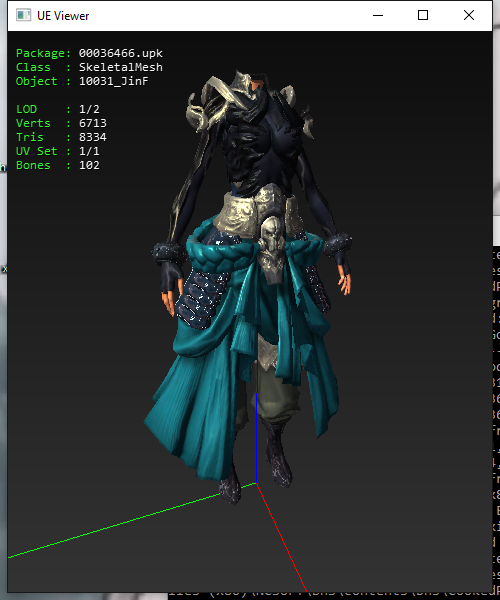 UE Viewer
Package: 00036466.upk
Class : SkeletalMesh
Object : 10031_JinF
LOD : 1/2
Verts : 6713
Tris : 8334
UV Set : 1/1
Bones : 102